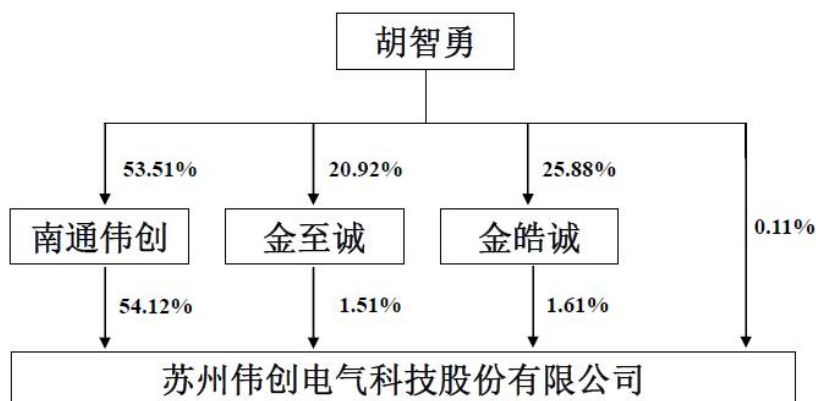 胡智勇
53.51%
20.92%
25.88%
南通伟创
金至诚
金皓诚
0.11%
54.12%
1.51%
1.61%
苏州伟创电气科技股份有限公司